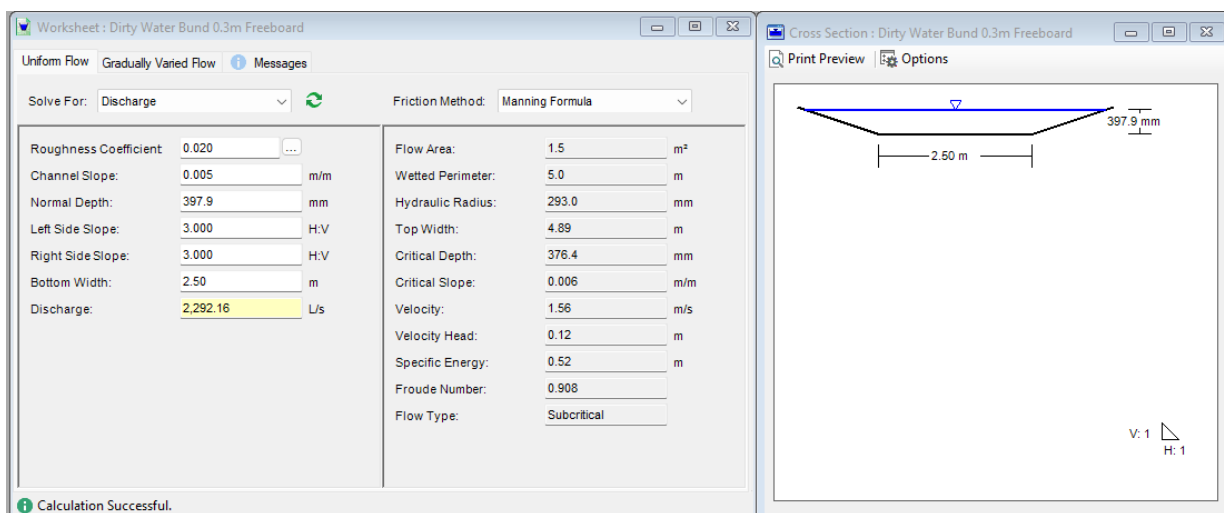 Worksheet : Dirty Water Bund 0.3m Freeboard
Uniform Flow Gradually Varied Flow Messages
Solve For: Discharge Friction Method: Manning Formula
Roughness Coefficient 0.020 ...
Channel Slope: 0.005 m/m
Normal Depth: 397.9 mm
Left Side Slope: 3.000 H:V
Right Side Slope: 3.000 H:V
Bottom Width: 2.50 m
Discharge: 2,292.16 L/s
Flow Area: 1.5 m²
Wetted Perimeter: 5.0 m
Hydraulic Radius: 293.0 mm
Top Width: 4.89 m
Critical Depth: 376.4 mm
Critical Slope: 0.006 m/m
Velocity: 1.56 m/s
Velocity Head: 0.12 m
Specific Energy: 0.52 m
Froude Number: 0.908
Flow Type: Subcritical
Calculation Successful.
Cross Section : Dirty Water Bund 0.3m Freeboard
Print Preview Options
397.9 mm
2.50 m
V: 1
H: 1